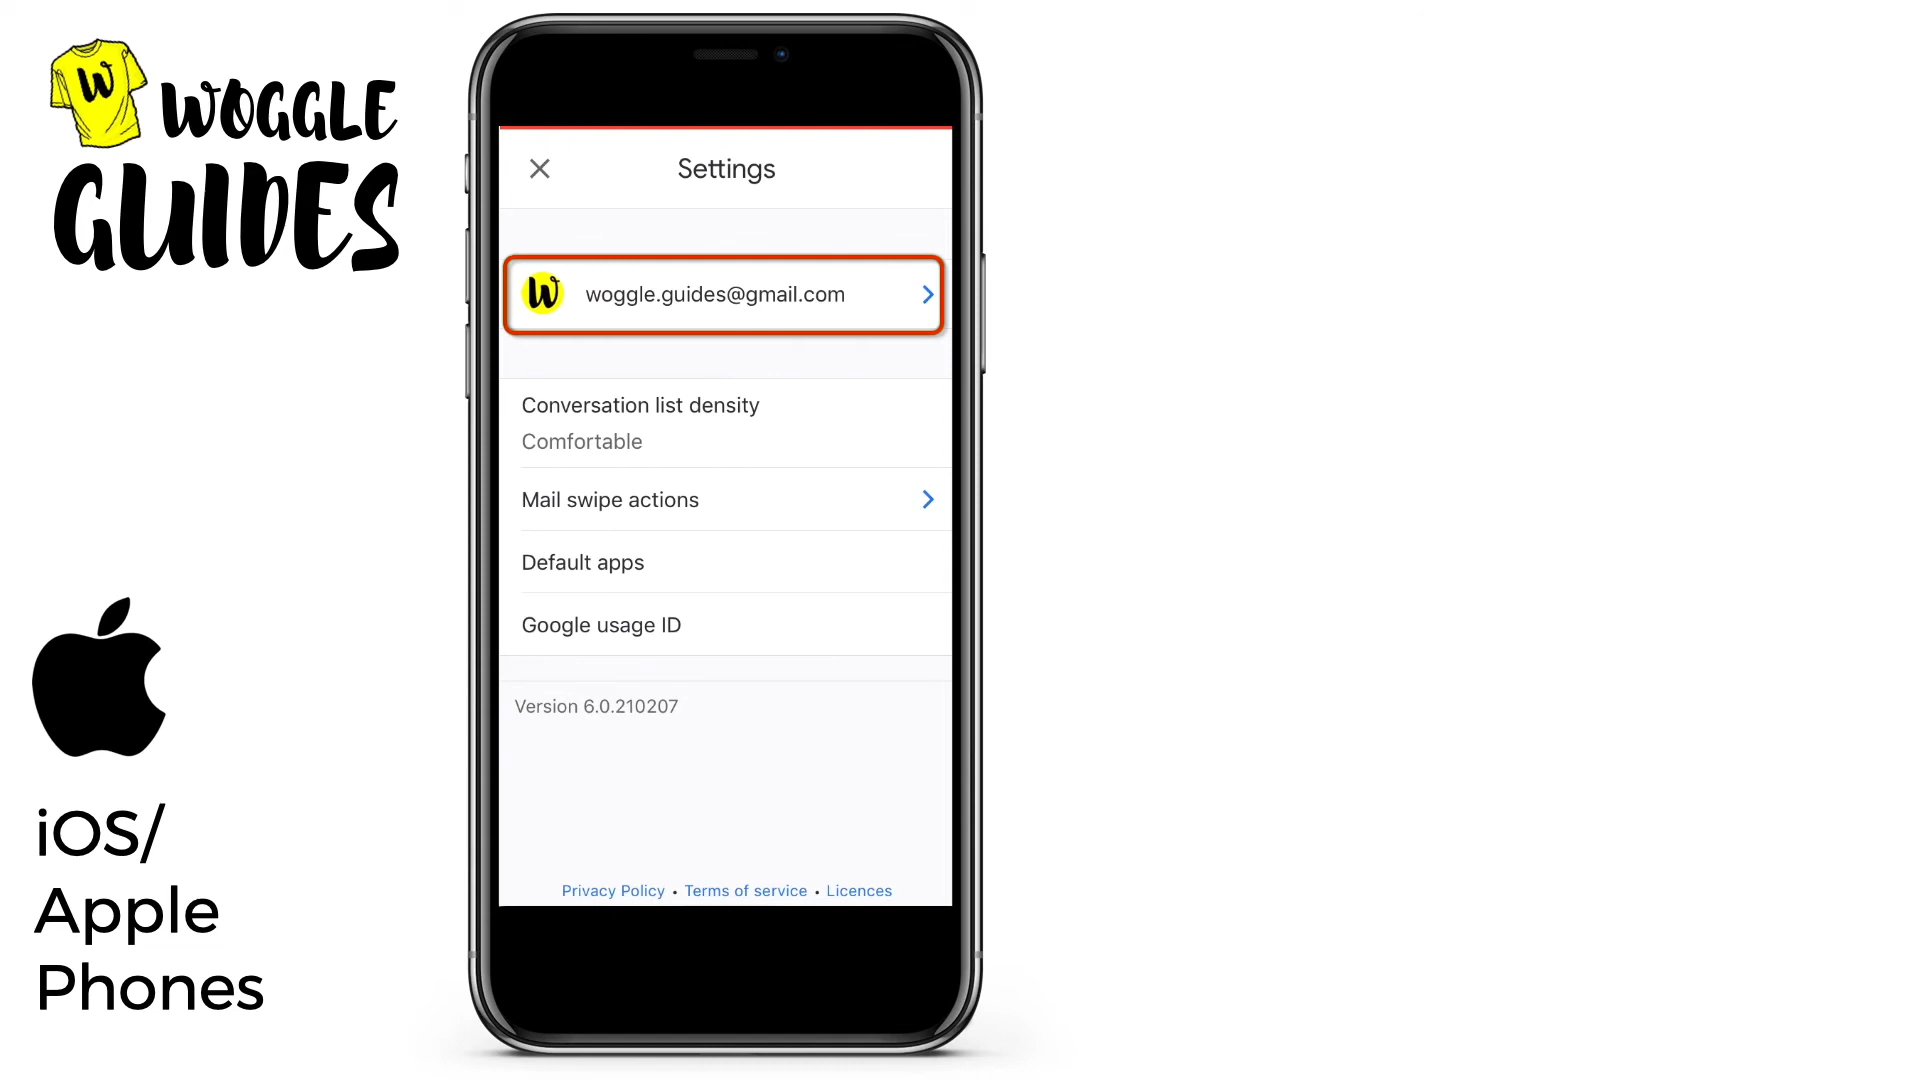 W
WOGGLE
GUIDES
Settings
W woggle.guides@gmail.com
Conversation list density
Comfortable
Mail swipe actions
Default apps
Google usage ID
Version 6.0.210207
Privacy Policy • Terms of service • Licences
iOS/
Apple
Phones